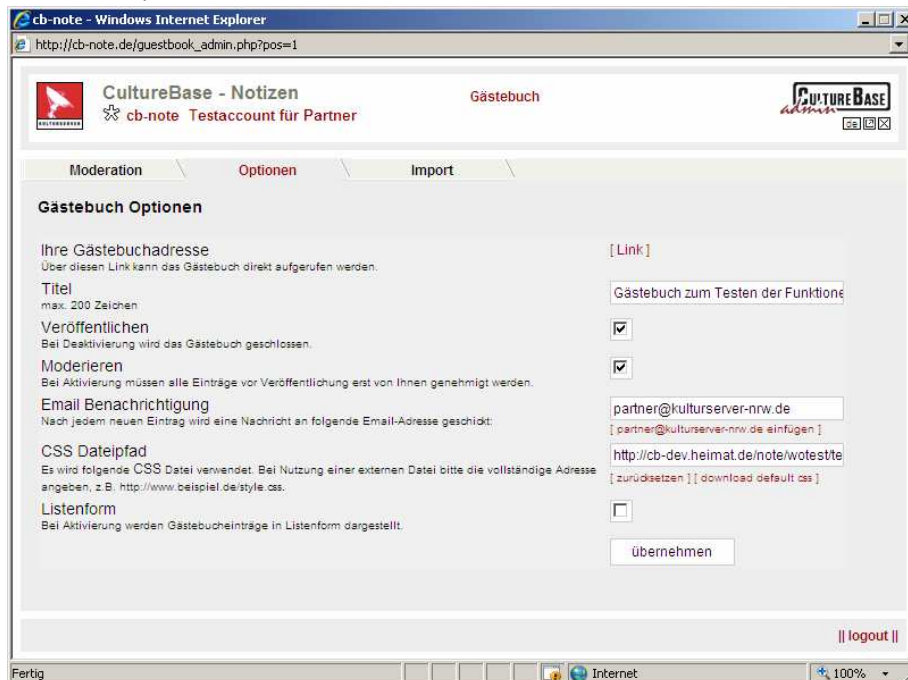 cb-note - Windows Internet Explorer
http://cb-note.de/guestbook_admin.php?pos=1
CultureBase - Notizen
Gästebuch
CULTUREBASE
admin
cb-note Testaccount für Partner
KULTURSERVER
de
Moderation Optionen Import
Gästebuch Optionen
Ihre Gästebuchadresse
[ Link ]
Über diesen Link kann das Gästebuch direkt aufgerufen werden.
Titel
Gästebuch zum Testen der Funktione
max. 200 Zeichen
Veröffentlichen
Bei Deaktivierung wird das Gästebuch geschlossen.
Moderieren
Bei Aktivierung müssen alle Einträge vor Veröffentlichung erst von Ihnen genehmigt werden.
Email Benachrichtigung
partner@kulturserver-nrw.de
Nach jedem neuen Eintrag wird eine Nachricht an folgende Email-Adresse geschickt:
[ partner@kulturserver-nrw.de einfügen ]
CSS Dateipfad
http://cb-dev.heimat.de/note/wotest/te
Es wird folgende CSS Datei verwendet. Bei Nutzung einer externen Datei bitte die vollständige Adresse
angeben, z.B. http://www.beispiel.de/style.css.
[ zurücksetzen ] [ download default css ]
Listenform
Bei Aktivierung werden Gästebucheinträge in Listenform dargestellt.
übernehmen
|| logout ||
Fertig
Internet
100%